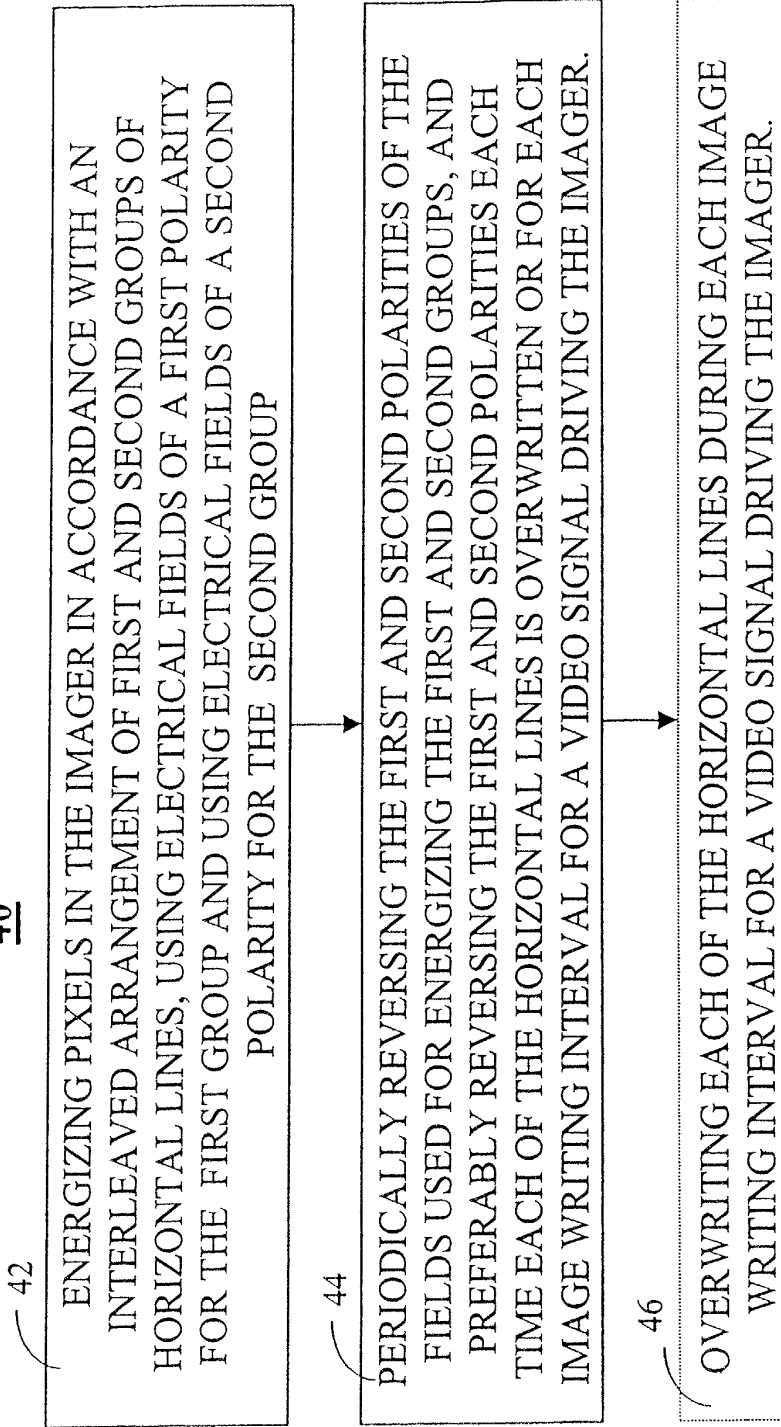 40
42
ENERGIZING PIXELS IN THE IMAGER IN ACCORDANCE WITH AN
INTERLEAVED ARRANGEMENT OF FIRST AND SECOND GROUPS OF
HORIZONTAL LINES, USING ELECTRICAL FIELDS OF A FIRST POLARITY
FOR THE FIRST GROUP AND USING ELECTRICAL FIELDS OF A SECOND
POLARITY FOR THE SECOND GROUP
44
PERIODICALLY REVERSING THE FIRST AND SECOND POLARITIES OF THE
FIELDS USED FOR ENERGIZING THE FIRST AND SECOND GROUPS, AND
PREFERABLY REVERSING THE FIRST AND SECOND POLARITIES EACH
TIME EACH OF THE HORIZONTAL LINES IS OVERWRITTEN OR FOR EACH
IMAGE WRITING INTERVAL FOR A VIDEO SIGNAL DRIVING THE IMAGER.
46
OVERWRITING EACH OF THE HORIZONTAL LINES DURING EACH IMAGE
WRITING INTERVAL FOR A VIDEO SIGNAL DRIVING THE IMAGER.